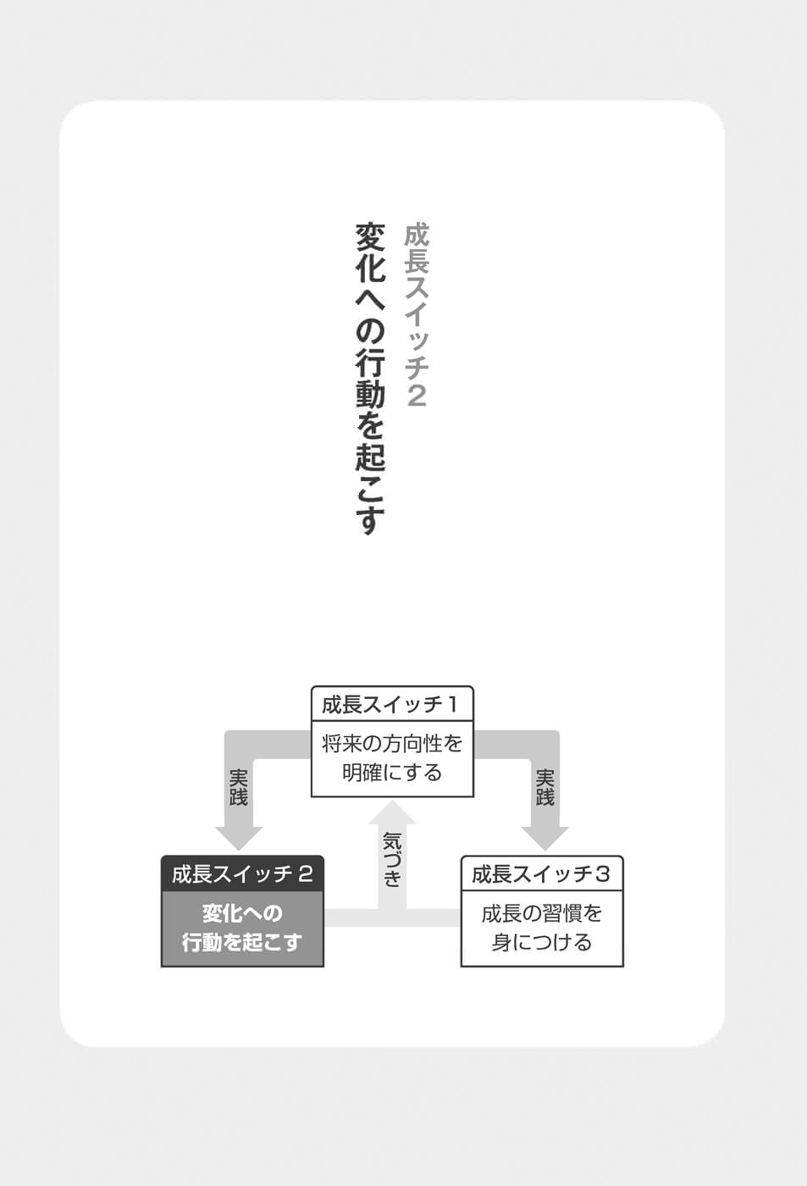 成長スイッチ2
変化への行動を起こす
成長スイッチ1
将来の方向性を
明確にする
実践
実践
気づき
成長スイッチ2
変化への
行動を起こす
成長スイッチ3
成長の習慣を
身につける